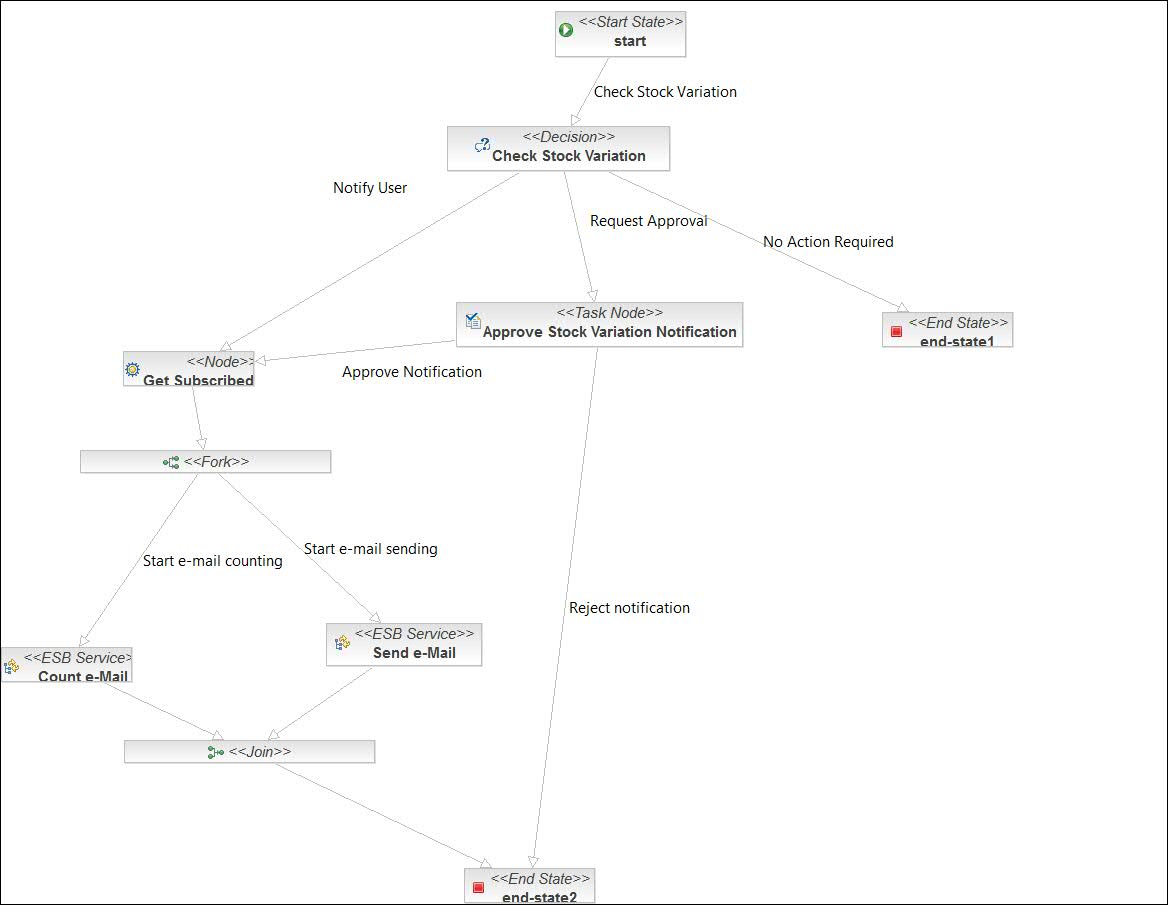 <<Start State>>
start
Check Stock Variation
<<Decision>>
Check Stock Variation
Notify User
Request Approval
No Action Required
<<Task Node>>
Approve Stock Variation Notification
<<End State>>
end-state1
<<Node>>
Get Subscribed
Approve Notification
<<Fork>>
Start e-mail sending
Start e-mail counting
Reject notification
<<ESB Service>>
Send e-Mail
<<ESB Service>
Count e-Mail
<<Join>>
<<End State>>
end-state2